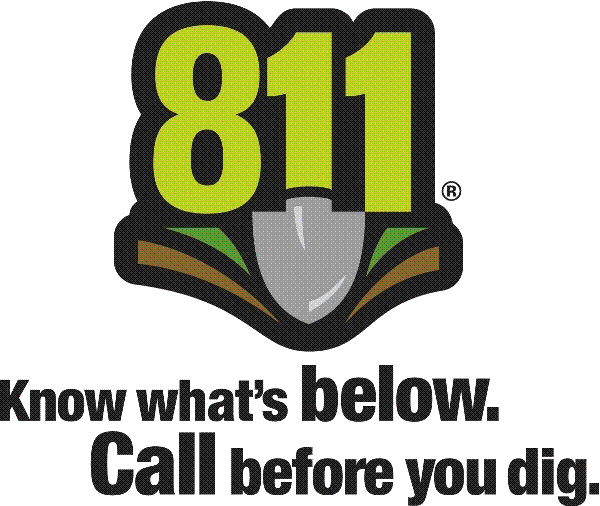 811
®
Know what's below.
Call before you dig.